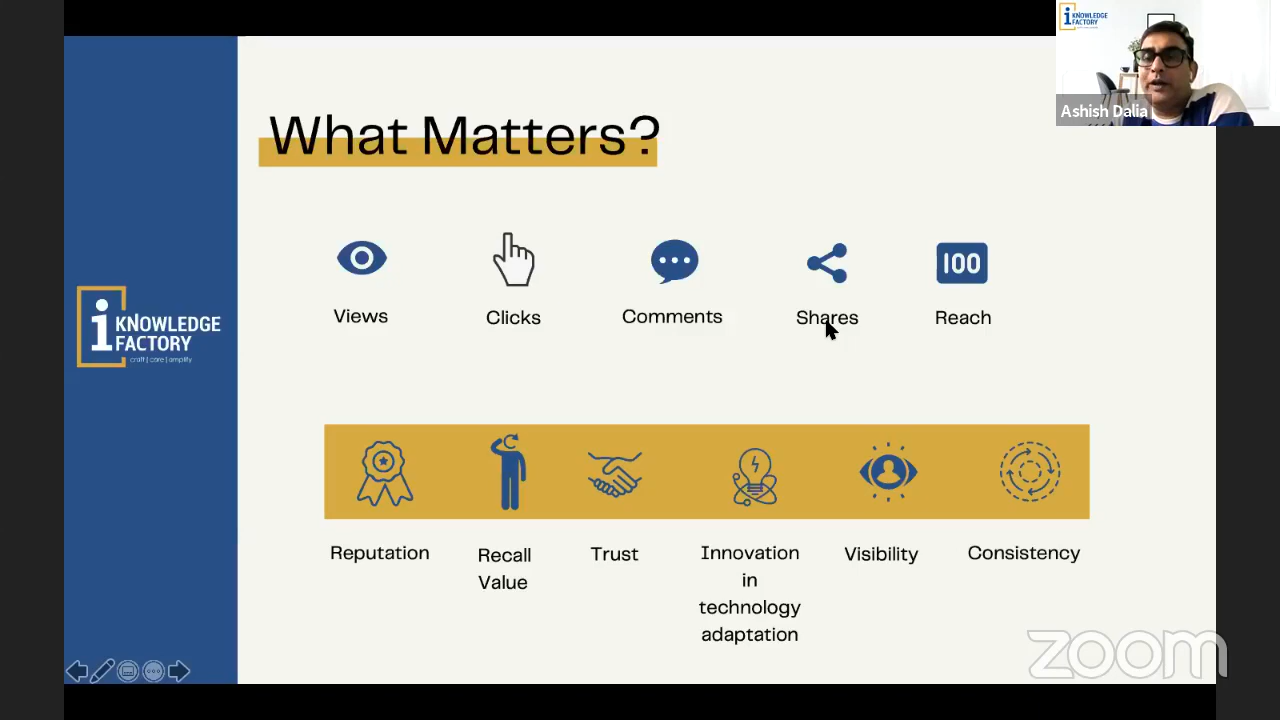 i KNOWLEDGE
FACTORY
Ashish Dalia
What Matters?
100
Views
Clicks
Comments
Shares
Reach
i KNOWLEDGE
FACTORY
craft | core | amplify
Reputation
Recall
Value
Trust
Innovation
in
technology
adaptation
Visibility
Consistency
zoom